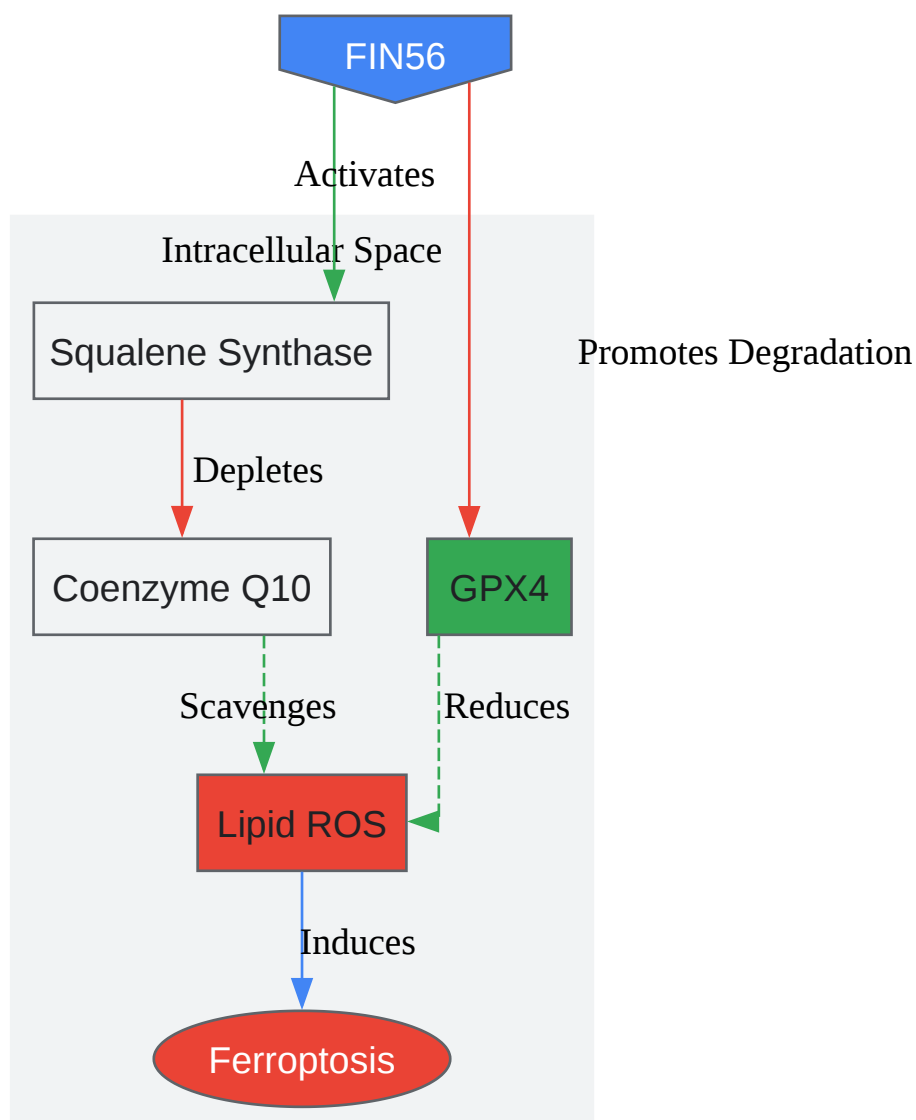 FIN56
Activates
Intracellular Space
Squalene Synthase
Promotes Degradation
Depletes
Coenzyme Q10
GPX4
Scavenges
Reduces
Lipid ROS
Induces
Ferroptosis